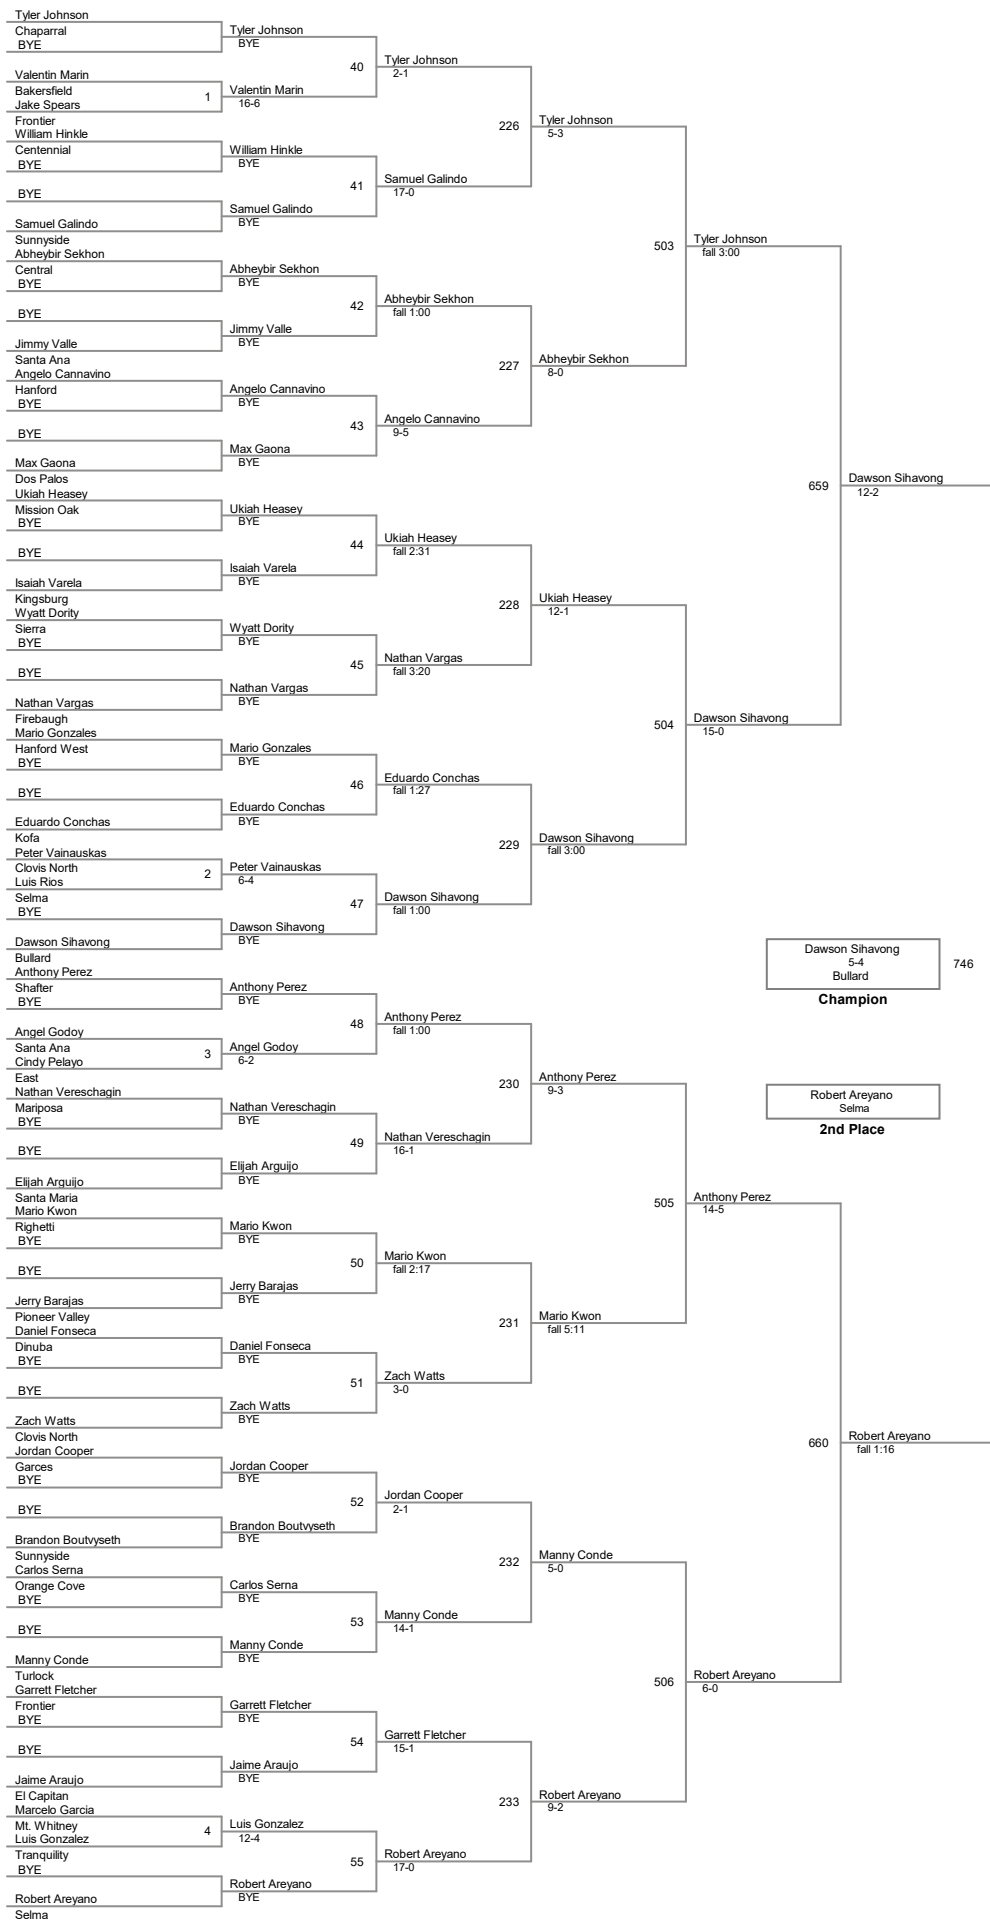 Tyler Johnson
Chaparral
BYE
Valentin Marin
Bakersfield
Jake Spears
Frontier
William Hinkle
Centennial
BYE
BYE
Samuel Galindo
Sunnyside
Abheybir Sekhon
Central
BYE
BYE
Jimmy Valle
Santa Ana
Angelo Cannavino
Hanford
BYE
BYE
Max Gaona
Dos Palos
Ukiah Heasey
Mission Oak
BYE
BYE
Isaiah Varela
Kingsburg
Wyatt Dority
Sierra
BYE
BYE
Nathan Vargas
Firebaugh
Mario Gonzales
Hanford West
BYE
BYE
Eduardo Conchas
Kofa
Peter Vainauskas
Clovis North
Luis Rios
Selma
BYE
Dawson Sihavong
Bullard
Anthony Perez
Shafter
BYE
Angel Godoy
Santa Ana
Cindy Pelayo
East
Nathan Vereschagin
Mariposa
BYE
BYE
Elijah Arguijo
Santa Maria
Mario Kwon
Righetti
BYE
BYE
Jerry Barajas
Pioneer Valley
Daniel Fonseca
Dinuba
BYE
BYE
Zach Watts
Clovis North
Jordan Cooper
Garces
BYE
BYE
Brandon Boutvyseth
Sunnyside
Carlos Serna
Orange Cove
BYE
BYE
Manny Conde
Turlock
Garrett Fletcher
Frontier
BYE
BYE
Jaime Araujo
El Capitan
Marcelo Garcia
Mt. Whitney
Luis Gonzalez
Tranquility
BYE
Robert Areyano
Selma
1
2
3
4
Tyler Johnson
BYE
Valentin Marin
16-6
William Hinkle
BYE
Samuel Galindo
BYE
Abheybir Sekhon
BYE
Jimmy Valle
BYE
Angelo Cannavino
BYE
Max Gaona
BYE
Ukiah Heasey
BYE
Isaiah Varela
BYE
Wyatt Dority
BYE
Nathan Vargas
BYE
Mario Gonzales
BYE
Eduardo Conchas
BYE
Peter Vainauskas
6-4
Dawson Sihavong
BYE
Anthony Perez
BYE
Angel Godoy
6-2
Nathan Vereschagin
BYE
Elijah Arguijo
BYE
Mario Kwon
BYE
Jerry Barajas
BYE
Daniel Fonseca
BYE
Zach Watts
BYE
Jordan Cooper
BYE
Brandon Boutvyseth
BYE
Carlos Serna
BYE
Manny Conde
BYE
Garrett Fletcher
BYE
Jaime Araujo
BYE
Luis Gonzalez
12-4
Robert Areyano
BYE
40
41
42
43
44
45
46
47
48
49
50
51
52
53
54
55
Tyler Johnson
2-1
Samuel Galindo
17-0
Abheybir Sekhon
fall 1:00
Angelo Cannavino
9-5
Ukiah Heasey
fall 2:31
Nathan Vargas
fall 3:20
Eduardo Conchas
fall 1:27
Dawson Sihavong
fall 1:00
Anthony Perez
fall 1:00
Nathan Vereschagin
16-1
Mario Kwon
fall 2:17
Zach Watts
3-0
Jordan Cooper
2-1
Manny Conde
14-1
Garrett Fletcher
15-1
Robert Areyano
17-0
226
227
228
229
230
231
232
233
Tyler Johnson
5-3
Abheybir Sekhon
8-0
Ukiah Heasey
12-1
Dawson Sihavong
fall 3:00
Anthony Perez
9-3
Mario Kwon
fall 5:11
Manny Conde
5-0
Robert Areyano
9-2
503
504
505
506
Tyler Johnson
fall 3:00
Dawson Sihavong
15-0
Anthony Perez
14-5
Robert Areyano
6-0
659
660
Dawson Sihavong
12-2
Robert Areyano
fall 1:16
Dawson Sihavong
5-4
Bullard
746
Champion
Robert Areyano
Selma
2nd Place